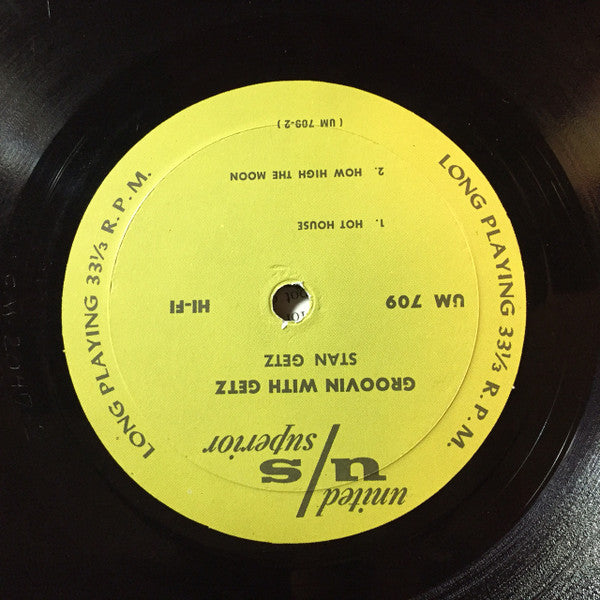 united
u/s
superior
GROOVIN WITH GETZ
STAN GETZ
UM 709
HI-FI
1. HOT HOUSE
2. HOW HIGH THE MOON
( UM 709-2 )
LONG PLAYING 33⅓ R.P.M.
LONG PLAYING 33⅓ R.P.M.